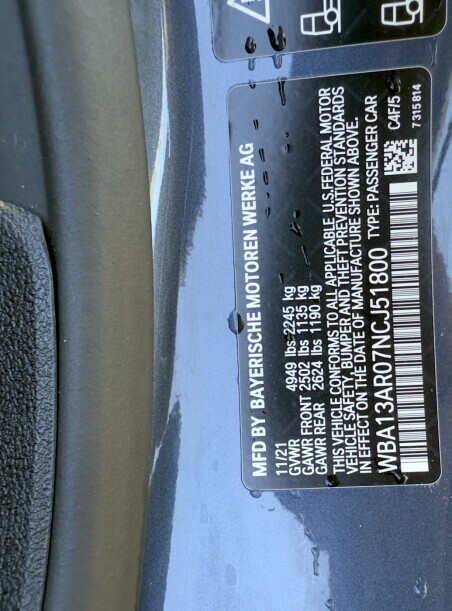 MFD BY BAYERISCHE MOTOREN WERKE AG
11/21
GVWR 4949 lbs 2245 kg
GAWR FRONT 2502 lbs 1135 kg
GAWR REAR 2624 lbs 1190 kg
THIS VEHICLE CONFORMS TO ALL APPLICABLE U.S. FEDERAL MOTOR
VEHICLE SAFETY, BUMPER AND THEFT PREVENTION STANDARDS
IN EFFECT ON THE DATE OF MANUFACTURE SHOWN ABOVE.
WBA13AR07NCJ51800 TYPE: PASSENGER CAR
C4F/5
7315814